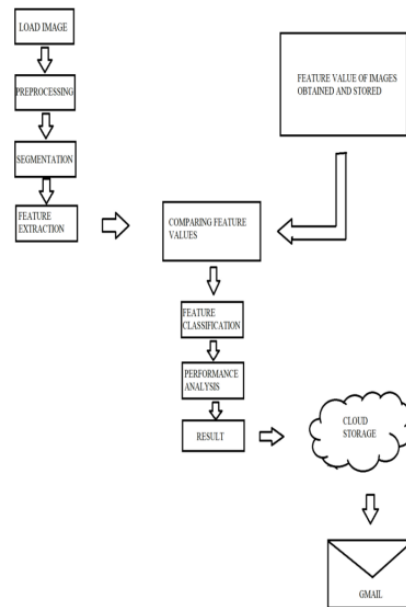 LOAD IMAGE
PREPROCESSING
SEGMENTATION
FEATURE
EXTRACTION
FEATURE VALUE OF IMAGES
OBTAINED AND STORED
COMPARING FEATURE
VALUES
FEATURE
CLASSIFICATION
PERFORMANCE
ANALYSIS
RESULT
CLOUD
STORAGE
GMAIL